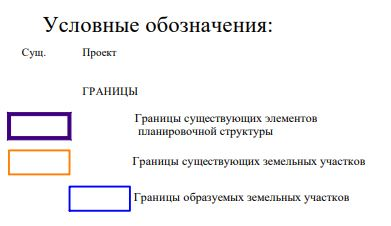 Условные обозначения:
Сущ. Проект
ГРАНИЦЫ
Границы существующих элементов
планировочной структуры
Границы существующих земельных участков
Границы образуемых земельных участков